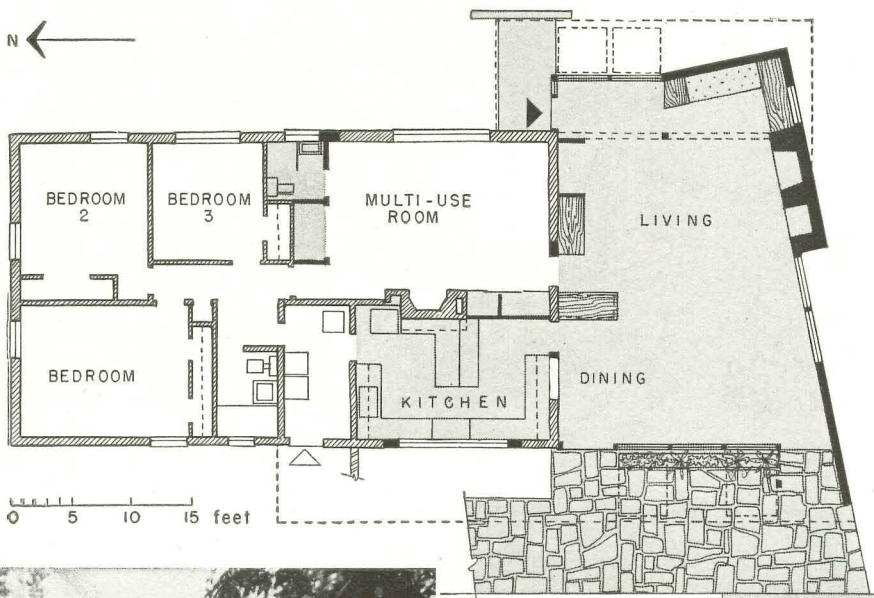 N
BEDROOM
2
BEDROOM
3
MULTI-USE
ROOM
LIVING
BEDROOM
KITCHEN
DINING
0 5 10 15 feet